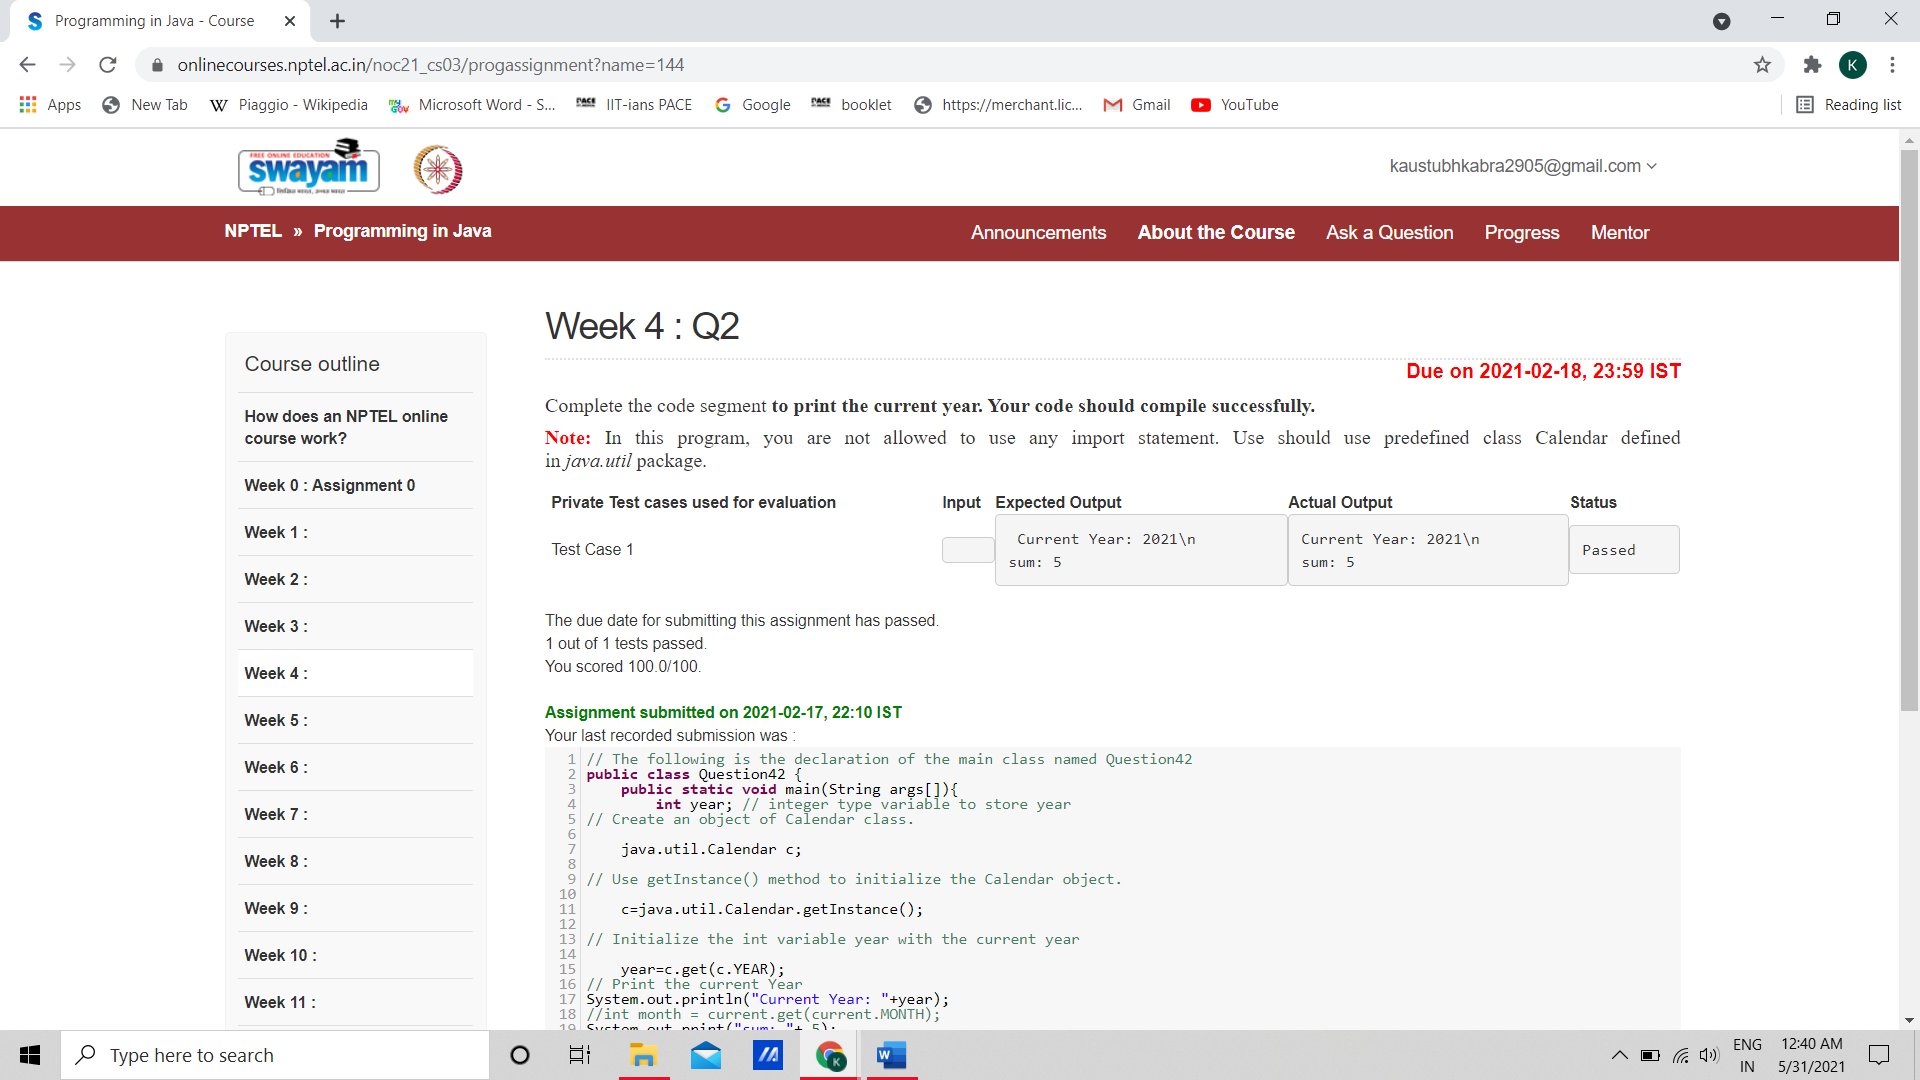 Programming in Java - Course
onlinecourses.nptel.ac.in/noc21_cs03/progassignment?name=144
K
Apps New Tab W Piaggio - Wikipedia Microsoft Word - S... PACE IIT-ians PACE Google PACE booklet https://merchant.lic... Gmail YouTube Reading list
FREE ONLINE EDUCATION
swayam
kaustubhkabra2905@gmail.com
NPTEL » Programming in Java
Announcements About the Course Ask a Question Progress Mentor
Course outline
How does an NPTEL online
course work?
Week 0 : Assignment 0
Week 1 :
Week 2 :
Week 3 :
Week 4 :
Week 5 :
Week 6 :
Week 7 :
Week 8 :
Week 9 :
Week 10 :
Week 11 :
Week 4 : Q2
Due on 2021-02-18, 23:59 IST
Complete the code segment to print the current year. Your code should compile successfully.
Note: In this program, you are not allowed to use any import statement. Use should use predefined class Calendar defined
in java.util package.
Private Test cases used for evaluation Input Expected Output Actual Output Status
Test Case 1
Current Year: 2021\n
sum: 5
Current Year: 2021\n
sum: 5
Passed
The due date for submitting this assignment has passed.
1 out of 1 tests passed.
You scored 100.0/100.
Assignment submitted on 2021-02-17, 22:10 IST
Your last recorded submission was :
1 // The following is the declaration of the main class named Question42
2 public class Question42 {
3 public static void main(String args[]){
4 int year; // integer type variable to store year
5 // Create an object of Calendar class.
6
7 java.util.Calendar c;
8
9 // Use getInstance() method to initialize the Calendar object.
10
11 c=java.util.Calendar.getInstance();
12
13 // Initialize the int variable year with the current year
14
15 year=c.get(c.YEAR);
16 // Print the current Year
17 System.out.println("Current Year: "+year);
18 //int month = current.get(current.MONTH);
19 System.out.print("sum: "+ 5);
Type here to search
K
W
ENG
IN
12:40 AM
5/31/2021